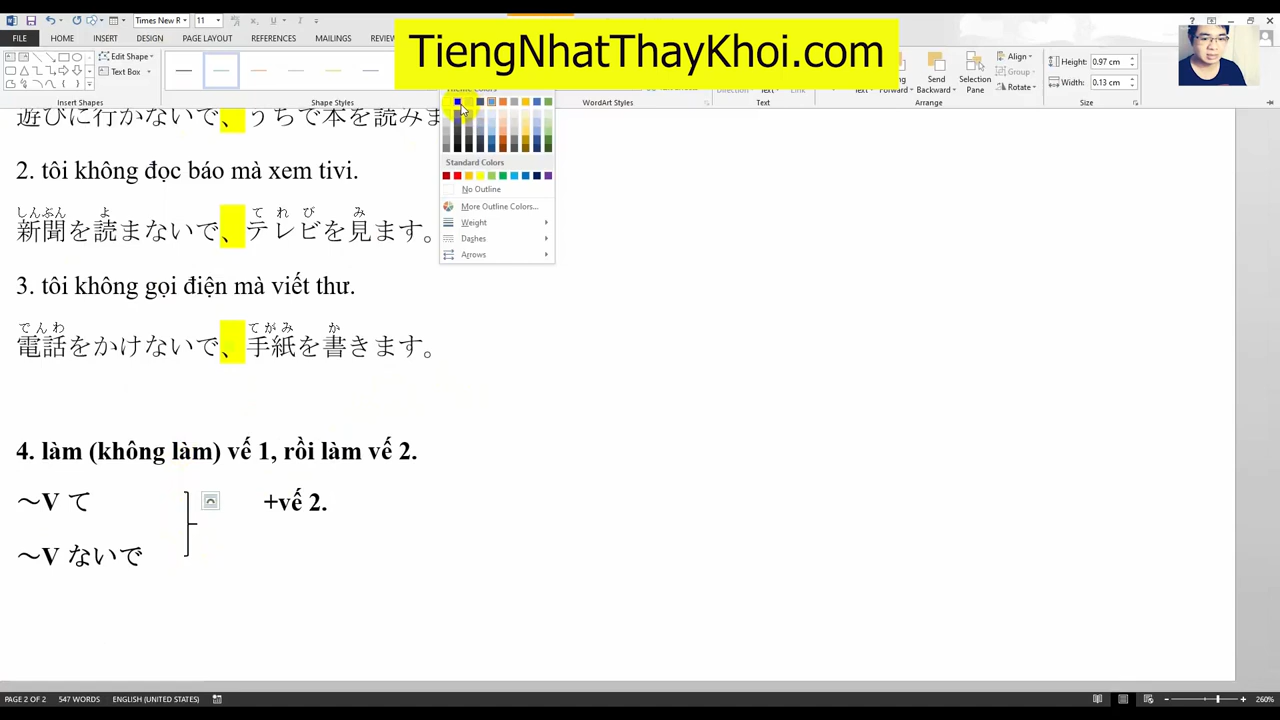 Times New R
11
FILE
HOME
INSERT
DESIGN
PAGE LAYOUT
REFERENCES
MAILINGS
TiengNhatThayKhoi.com
Edit Shape
Text Box
Insert Shapes
Shape Styles
WordArt Styles
Text
Text
Send
Backward
Selection
Pane
Align
Group
Rotate
Arrange
Height: 0.97 cm
Width: 0.13 cm
Size
Standard Colors
No Outline
More Outline Colors...
Weight
Dashes
Arrows
遊びに行かないで、うちで本を読みま
2. tôi không đọc báo mà xem tivi.
しんぶん よ てれび み
新聞を読まないで、テレビを見ます。
3. tôi không gọi điện mà viết thư.
でんわ てがみ か
電話をかけないで、手紙を書きます。
4. làm (không làm) vế 1, rồi làm vế 2.
～V て +vế 2.
～V ないで
PAGE 2 OF 2
547 WORDS
ENGLISH (UNITED STATES)
260%